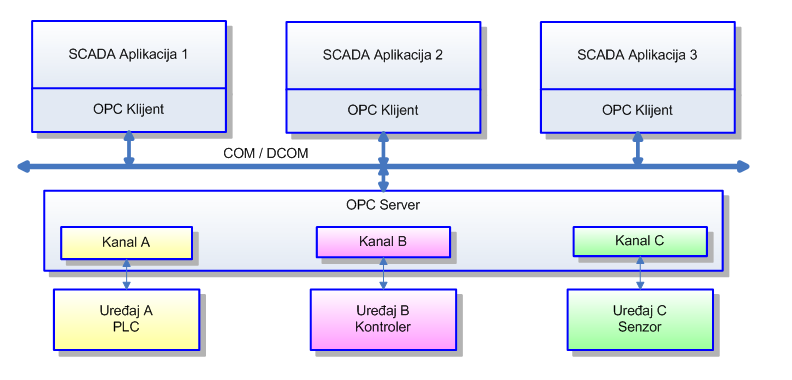 SCADA Aplikacija 1
SCADA Aplikacija 2
SCADA Aplikacija 3
OPC Klijent
OPC Klijent
OPC Klijent
COM / DCOM
OPC Server
Kanal A
Kanal B
Kanal C
Uređaj A
PLC
Uređaj B
Kontroler
Uređaj C
Senzor